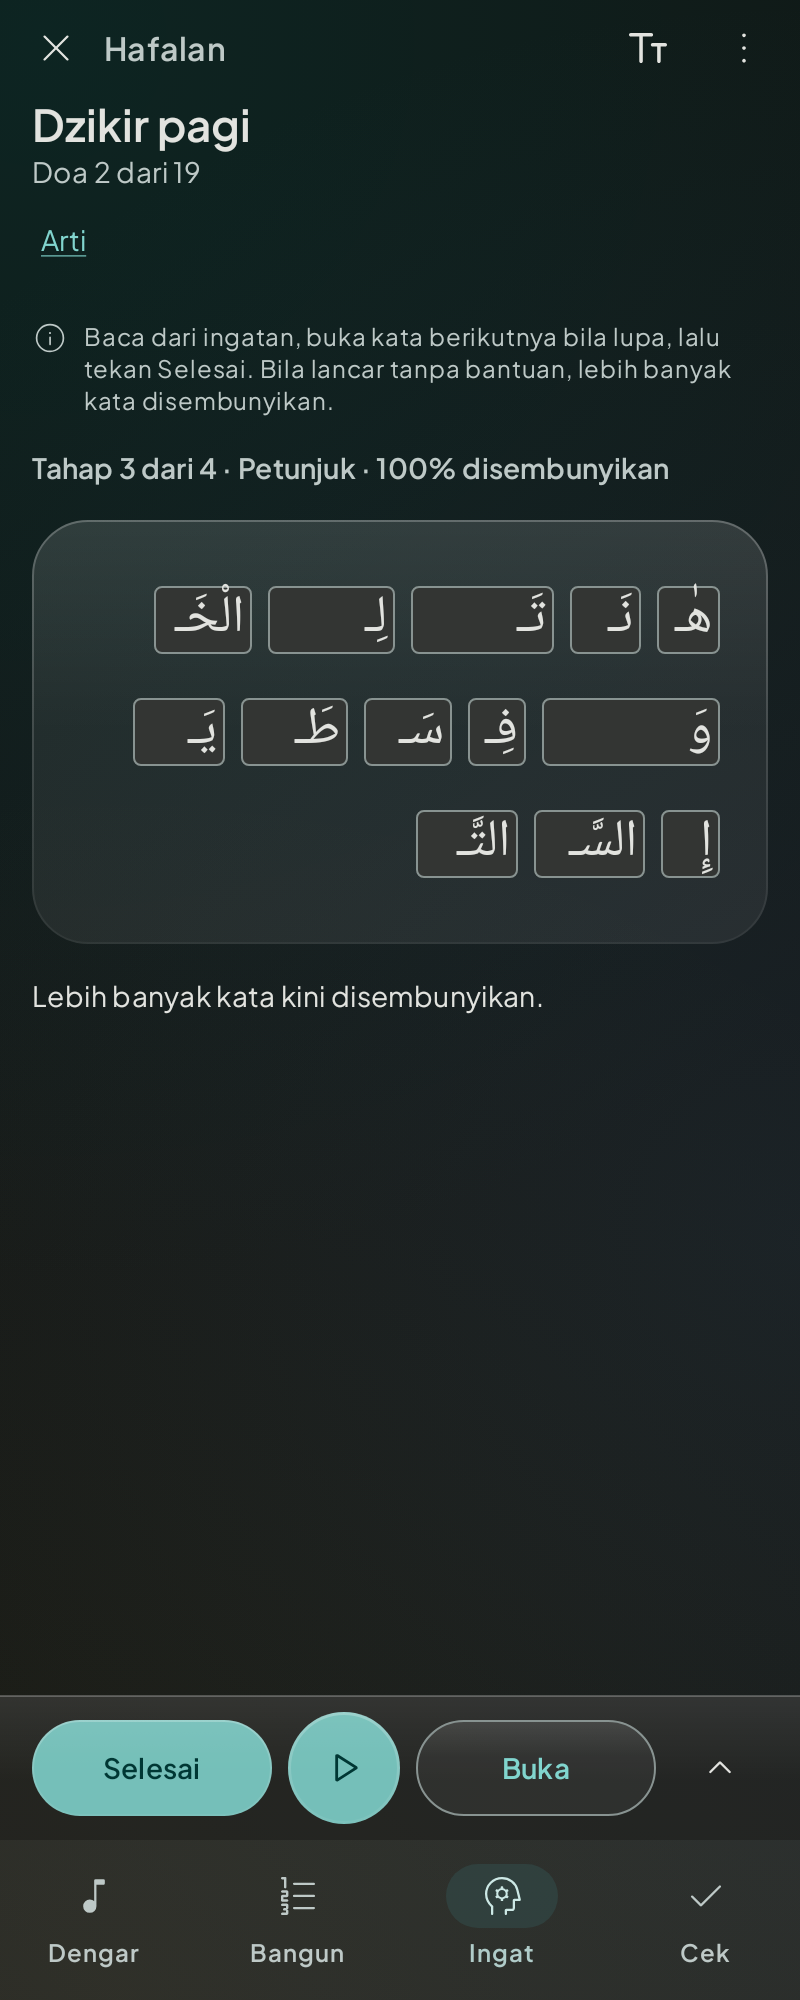 Hafalan
Dzikir pagi
Doa 2 dari 19
Arti
Baca dari ingatan, buka kata berikutnya bila lupa, lalu
tekan Selesai. Bila lancar tanpa bantuan, lebih banyak
kata disembunyikan.
Tahap 3 dari 4 · Petunjuk · 100% disembunyikan
هٰـ نَـ تَـ لِـ الْخَـ
وَ فِـ سَـ طَـ يَـ
إِ السَّـ التَّـ
Lebih banyak kata kini disembunyikan.
Selesai Buka
Dengar Bangun Ingat Cek